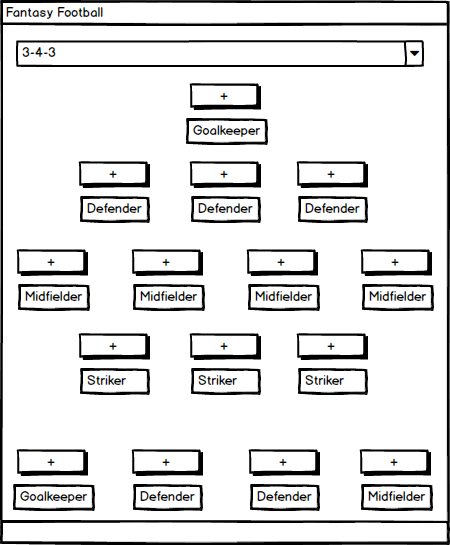 Fantasy Football
3-4-3
+
Goalkeeper
+ + +
Defender Defender Defender
+ + + +
Midfielder Midfielder Midfielder Midfielder
+ + +
Striker Striker Striker
+ + + +
Goalkeeper Defender Defender Midfielder